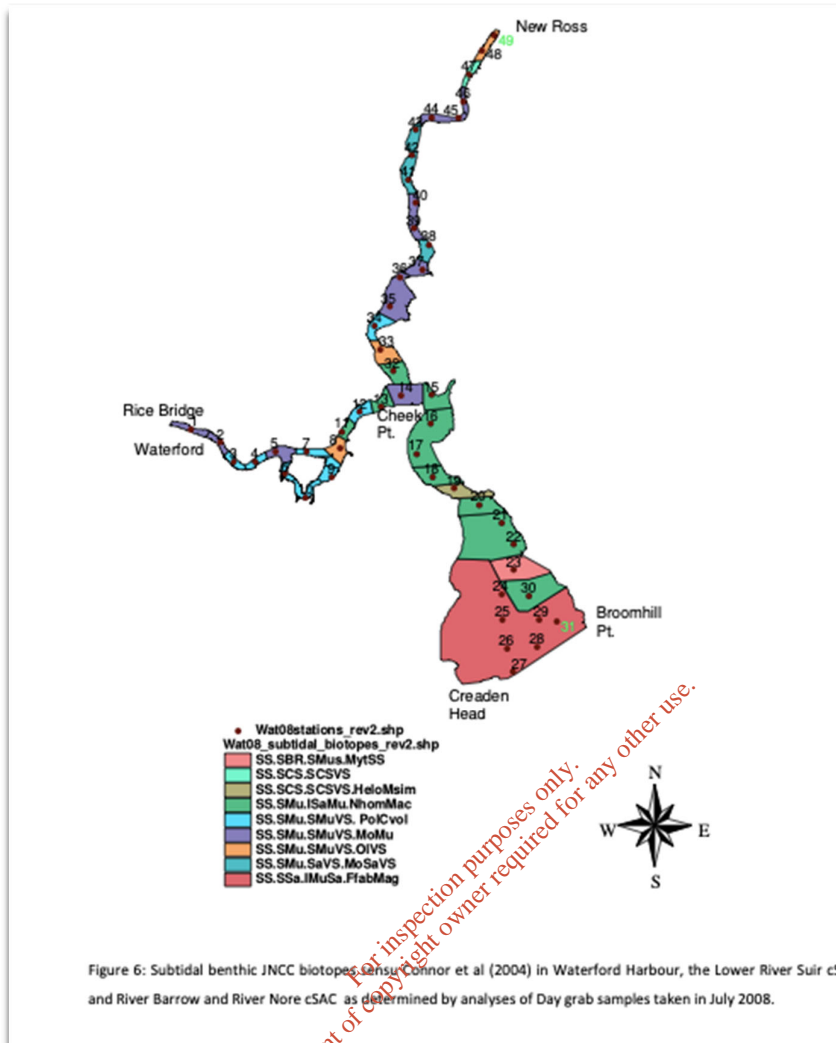 New Ross
49
48
47
46
44 45
43
42
41
40
39
38
37
36
35
34
33
32
14 15
Rice Bridge
1
12 13
Cheek
Pt.
16
2
11
Waterford
8
5 7
17
3 4
9
18
19
20
21
22
23
24 30
25 29
Broomhill
Pt.
31
26 28
27
Creaden
Head
Wat08stations_rev2.shp
Wat08_subtidal_biotopes_rev2.shp
SS.SBR.SMus.MytSS
SS.SCS.SCSVS
SS.SCS.SCSVS.HeloMsim
SS.SMu.ISaMu.NhomMac
SS.SMu.SMuVS. PolCvol
SS.SMu.SMuVS.MoMu
SS.SMu.SMuVS.OlVS
SS.SMu.SaVS.MoSaVS
SS.SSa.IMuSa.FfabMag
N
W E
S
For inspection purposes only.
nt of copyright owner required for any other use.
Figure 6: Subtidal benthic JNCC biotopes sensu Connor et al (2004) in Waterford Harbour, the Lower River Suir cS
and River Barrow and River Nore cSAC as determined by analyses of Day grab samples taken in July 2008.